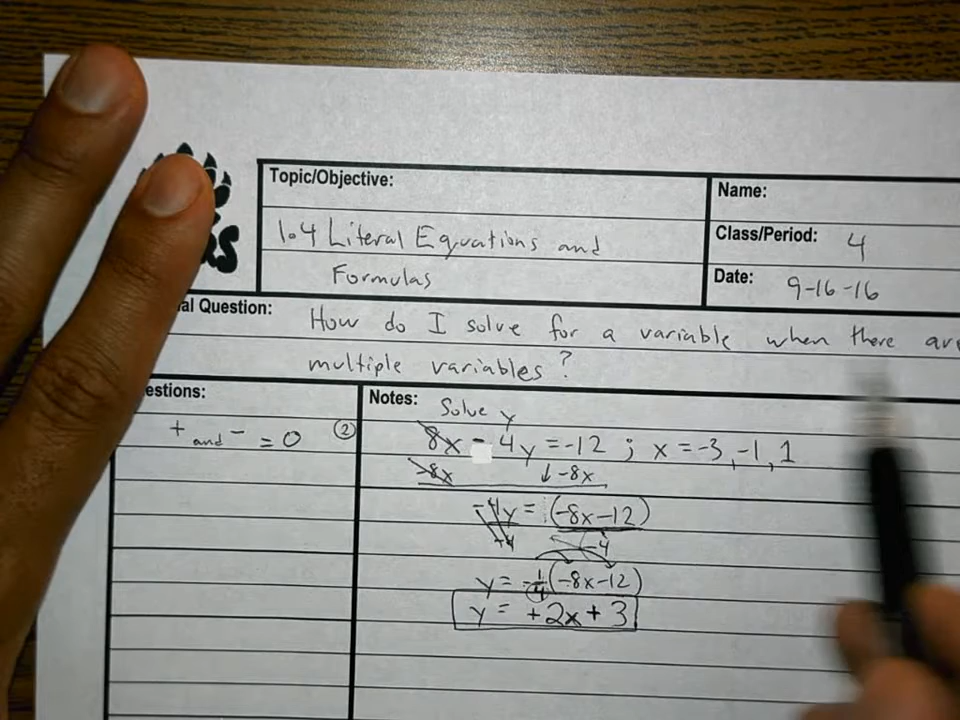 Topic/Objective:
Name:
1.4 Literal Equations and
Class/Period: 4
Formulas
Date: 9-16-16
al Question: How do I solve for a variable when there are
multiple variables?
estions:
Notes:
Solve y
+ and - = 0
② 8x - 4y = -12 ; x = -3, -1, 1
-8x ↓ -8x
-4y = (-8x-12)
-4 -4
y = -1/4(-8x-12)
y = +2x + 3